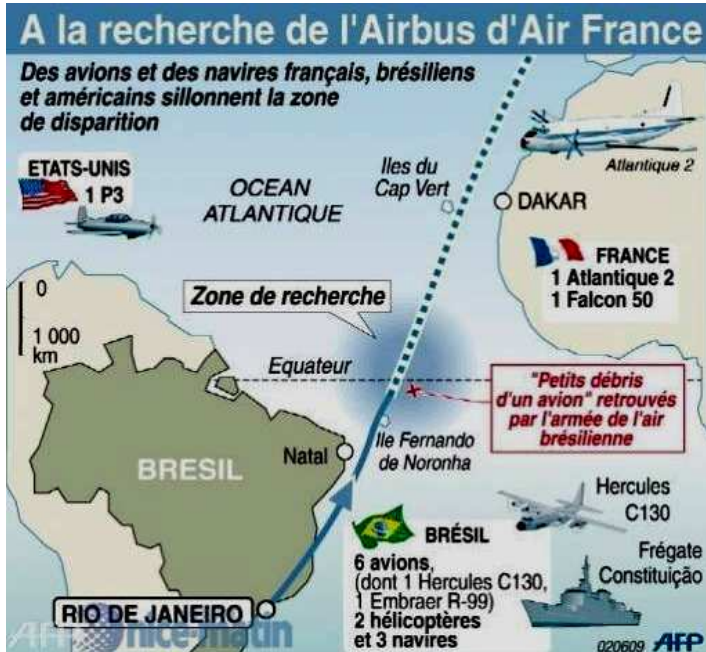 A la recherche de l'Airbus d'Air France
Des avions et des navires français, brésiliens
et américains sillonnent la zone
de disparition
ETATS-UNIS
1 P3
OCEAN
ATLANTIQUE
Iles du
Cap Vert
Atlantique 2
DAKAR
FRANCE
1 Atlantique 2
1 Falcon 50
0
1 000
km
Zone de recherche
Equateur
"Petits débris
d'un avion" retrouvés
par l'armée de l'air
brésilienne
Natal
Ile Fernando
de Noronha
BRESIL
Hercules
C130
BRÉSIL
6 avions,
(dont 1 Hercules C130,
1 Embraer R-99)
2 hélicoptères
et 3 navires
Frégate
Constituição
RIO DE JANEIRO
AFP nice-matin
020609 AFP